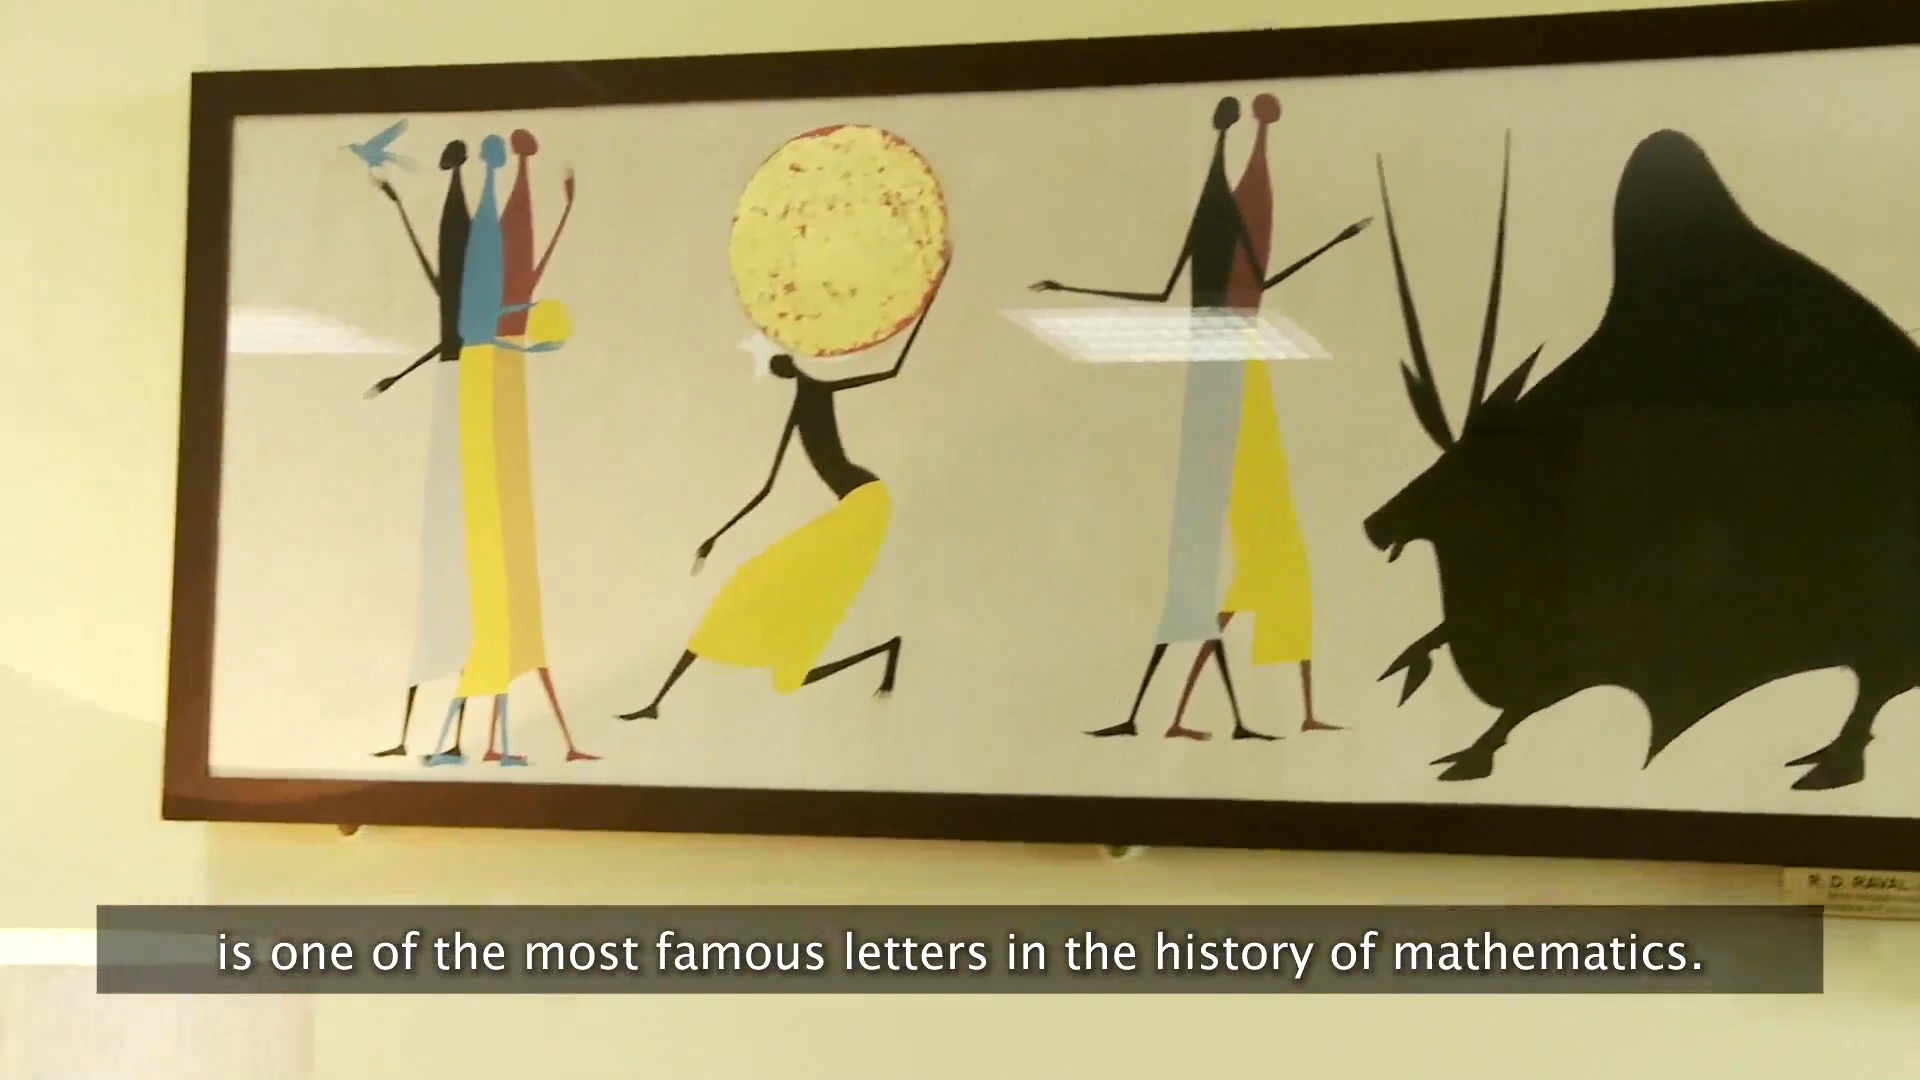 R. D. RAVAL
is one of the most famous letters in the history of mathematics.